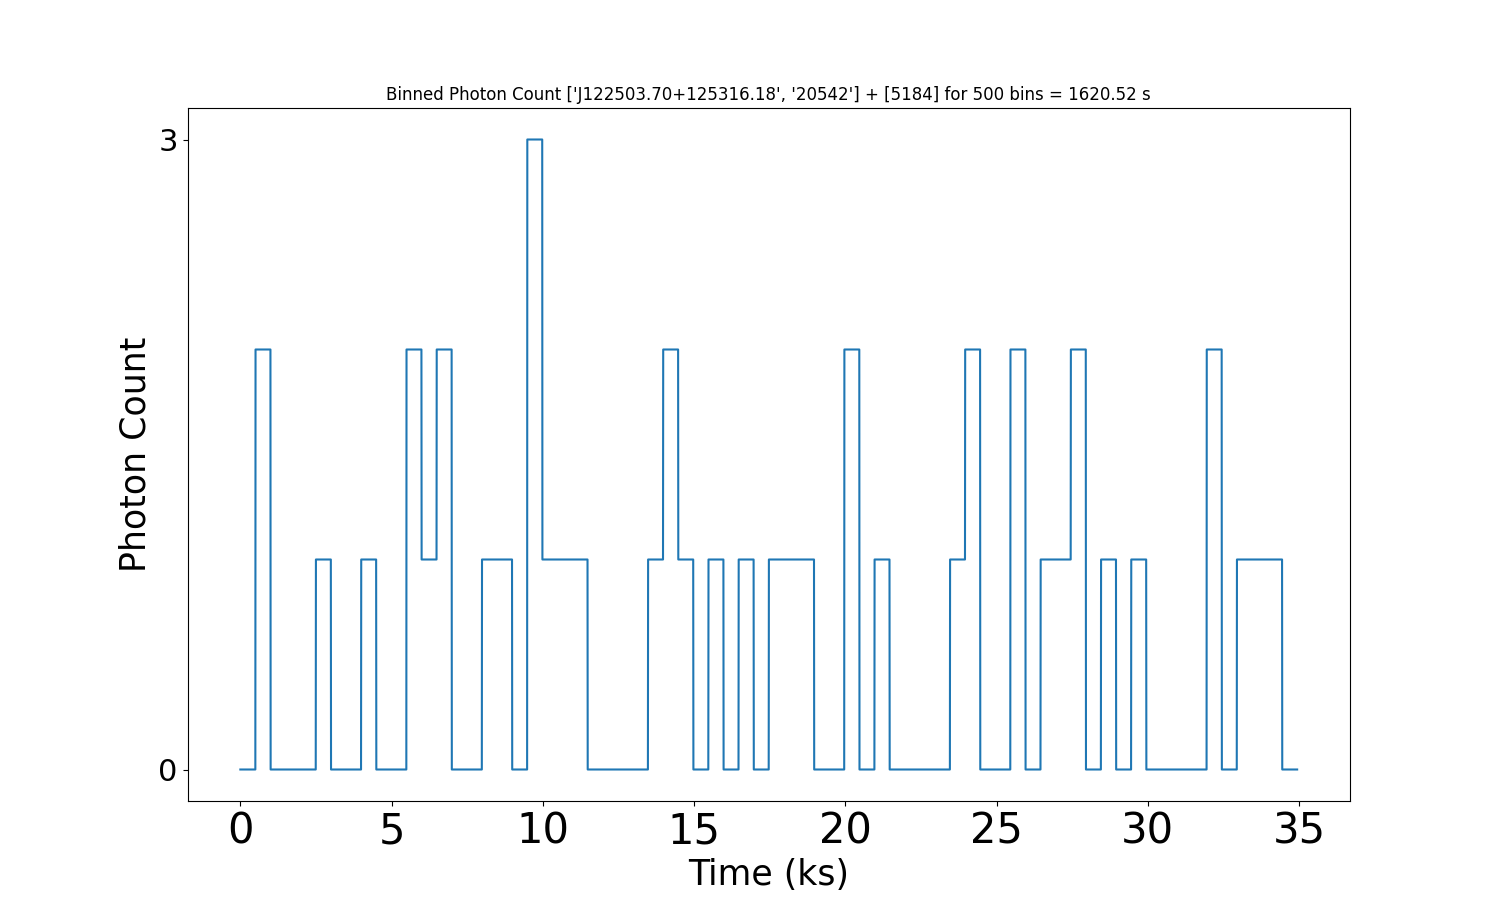 Binned Photon Count ['J122503.70+125316.18', '20542'] + [5184] for 500 bins = 1620.52 s
3
Photon Count
0
0 5 10 15 20 25 30 35
Time (ks)